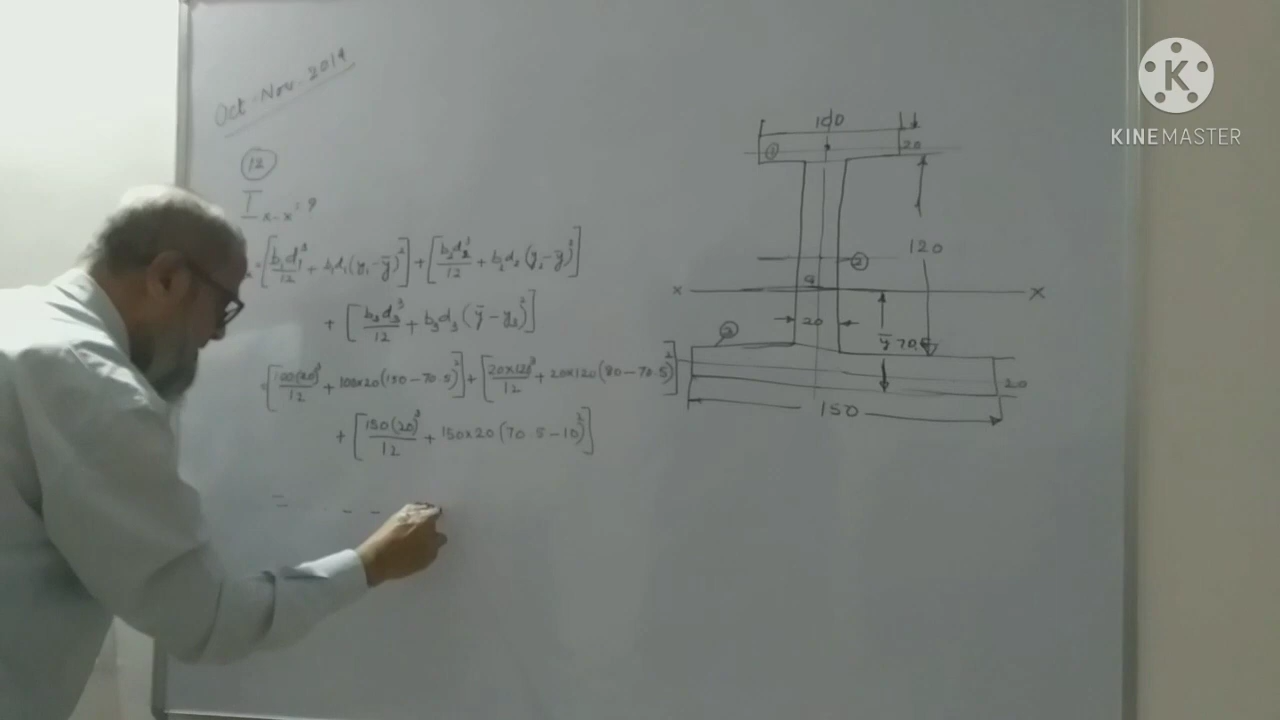 Oct-Nov. 2019
12
I x-x = ?
= [b₁d₁³/12 + b₁d₁(y₁-ȳ)²] + [b₂d₂³/12 + b₂d₂(y₂-ȳ)²]
+ [b₃d₃³/12 + b₃d₃(ȳ-y₃)²]
= [100(20)³/12 + 100×20(150-70.5)²] + [20×120³/12 + 20×120(80-70.5)²]
+ [150(20)³/12 + 150×20(70.5-10)²]
= . - -
100
①
20
120
②
G
x
x
20
③
ȳ 70.5
20
150
K
KINEMASTER